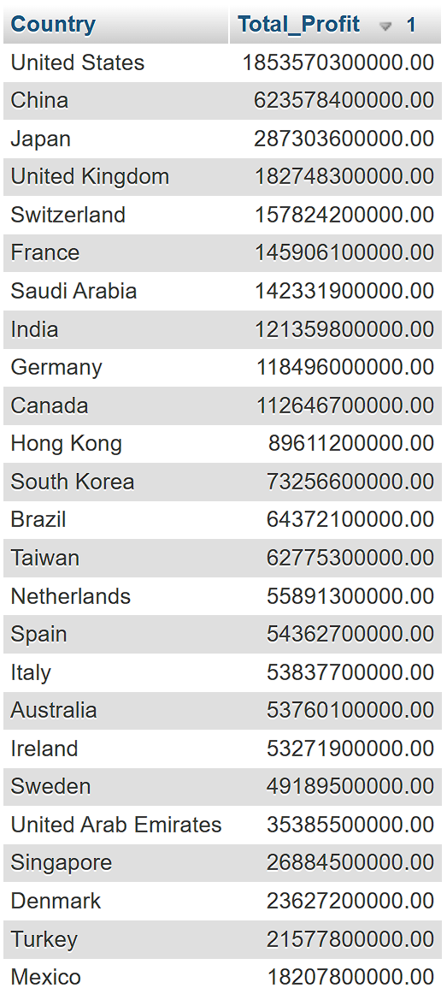 Country Total_Profit 1
United States 1853570300000.00
China 623578400000.00
Japan 287303600000.00
United Kingdom 182748300000.00
Switzerland 157824200000.00
France 145906100000.00
Saudi Arabia 142331900000.00
India 121359800000.00
Germany 118496000000.00
Canada 112646700000.00
Hong Kong 89611200000.00
South Korea 73256600000.00
Brazil 64372100000.00
Taiwan 62775300000.00
Netherlands 55891300000.00
Spain 54362700000.00
Italy 53837700000.00
Australia 53760100000.00
Ireland 53271900000.00
Sweden 49189500000.00
United Arab Emirates 35385500000.00
Singapore 26884500000.00
Denmark 23627200000.00
Turkey 21577800000.00
Mexico 18207800000.00